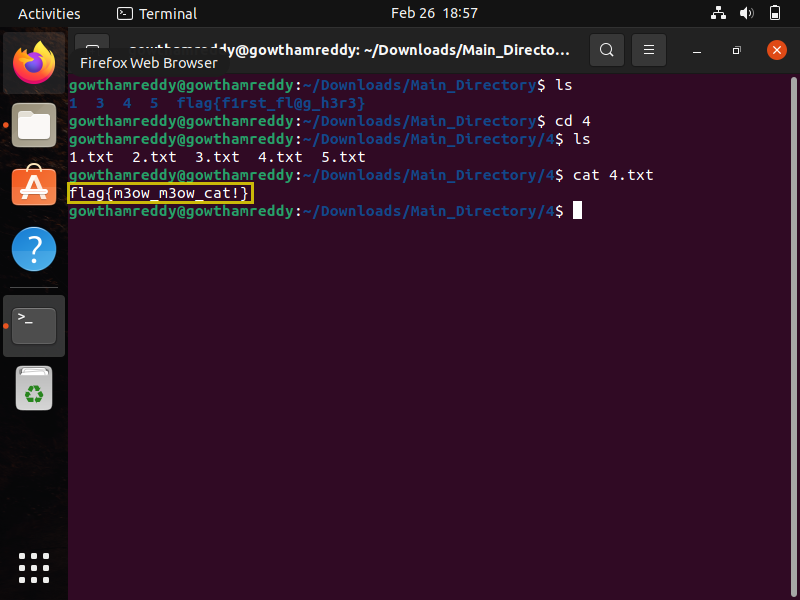 Activities Terminal Feb 26 18:57
gowthamreddy@gowthamreddy: ~/Downloads/Main_Directo...
Firefox Web Browser
gowthamreddy@gowthamreddy:~/Downloads/Main_Directory$ ls
1 3 4 5 flag{f1rst_fl@g_h3r3}
gowthamreddy@gowthamreddy:~/Downloads/Main_Directory$ cd 4
gowthamreddy@gowthamreddy:~/Downloads/Main_Directory/4$ ls
1.txt 2.txt 3.txt 4.txt 5.txt
gowthamreddy@gowthamreddy:~/Downloads/Main_Directory/4$ cat 4.txt
flag{m3ow_m3ow_cat!}
gowthamreddy@gowthamreddy:~/Downloads/Main_Directory/4$